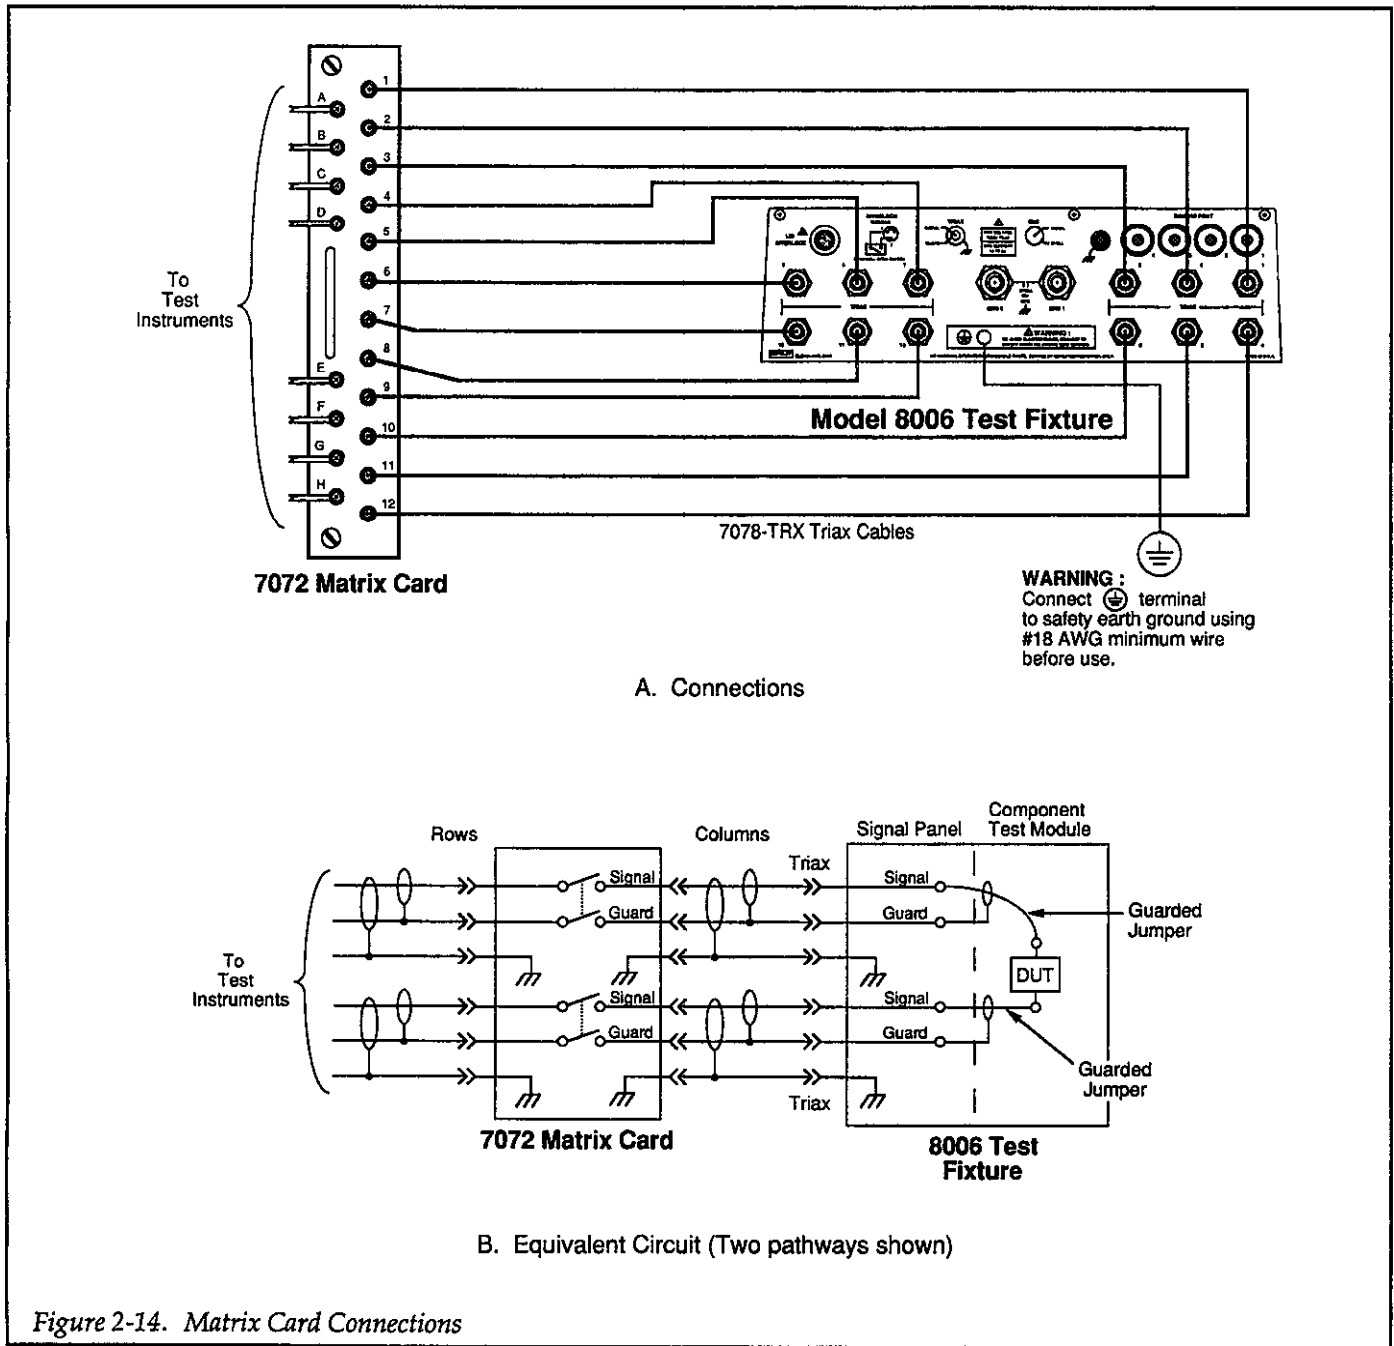 1
A
2
B
3
C
4
D
5
To
Test
Instruments
6
7
8
E
9
F
10
G
11
H
12
TRIAX
WARNING :
Model 8006 Test Fixture
7078-TRX Triax Cables
7072 Matrix Card
WARNING :
Connect terminal
to safety earth ground using
#18 AWG minimum wire
before use.
A. Connections
Rows
Columns
Signal Panel
Component
Test Module
Triax
Signal
Signal
Guard
Guard
Guarded
Jumper
To
Test
Instruments
DUT
Signal
Signal
Guard
Guard
Guarded
Jumper
Triax
7072 Matrix Card
8006 Test
Fixture
B. Equivalent Circuit (Two pathways shown)
Figure 2-14. Matrix Card Connections